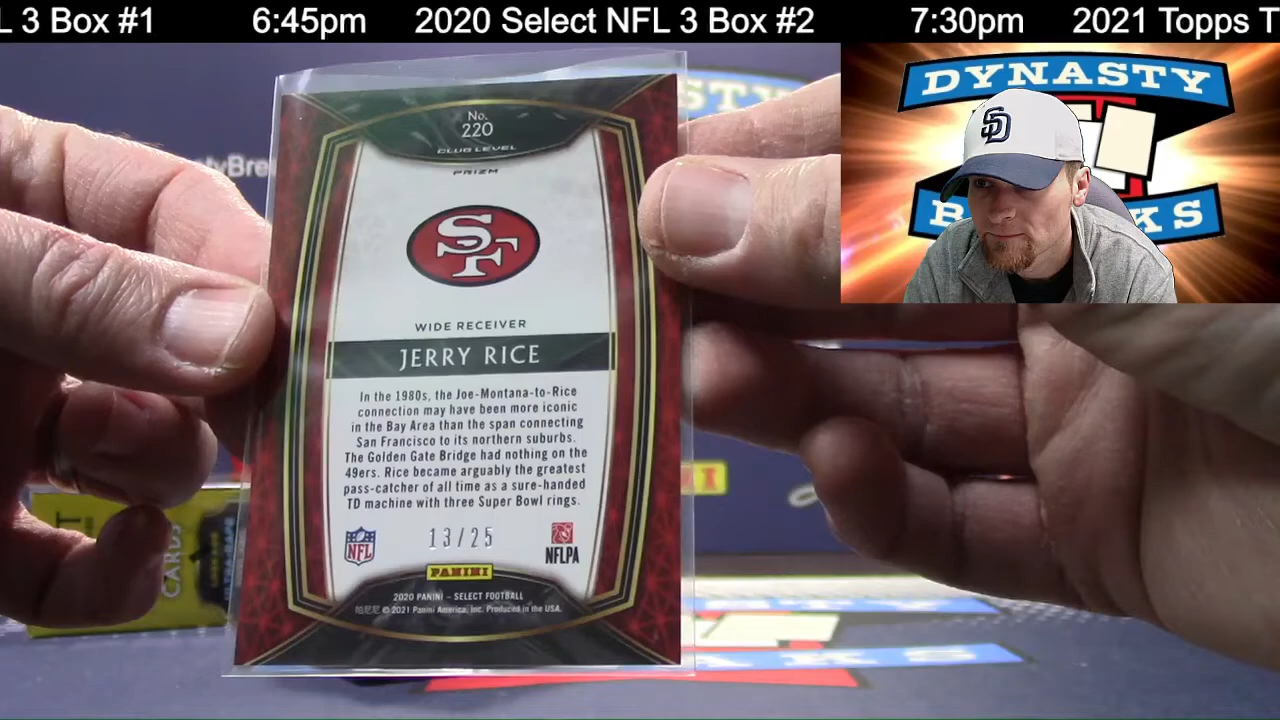 L 3 Box #1 6:45pm 2020 Select NFL 3 Box #2 7:30pm 2021 Topps T
DYNASTY
SD
No.
220
CLUB LEVEL
PRIZM
SF
WIDE RECEIVER
JERRY RICE
In the 1980s, the Joe-Montana-to-Rice
connection may have been more iconic
in the Bay Area than the span connecting
San Francisco to its northern suburbs.
The Golden Gate Bridge had nothing on the
49ers. Rice became arguably the greatest
pass-catcher of all time as a sure-handed
TD machine with three Super Bowl rings.
NFL
13/25
NFLPA
PANINI
2020 PANINI – SELECT FOOTBALL
帕尼尼 © 2021 Panini America, Inc. Produced in the USA.
CARDS